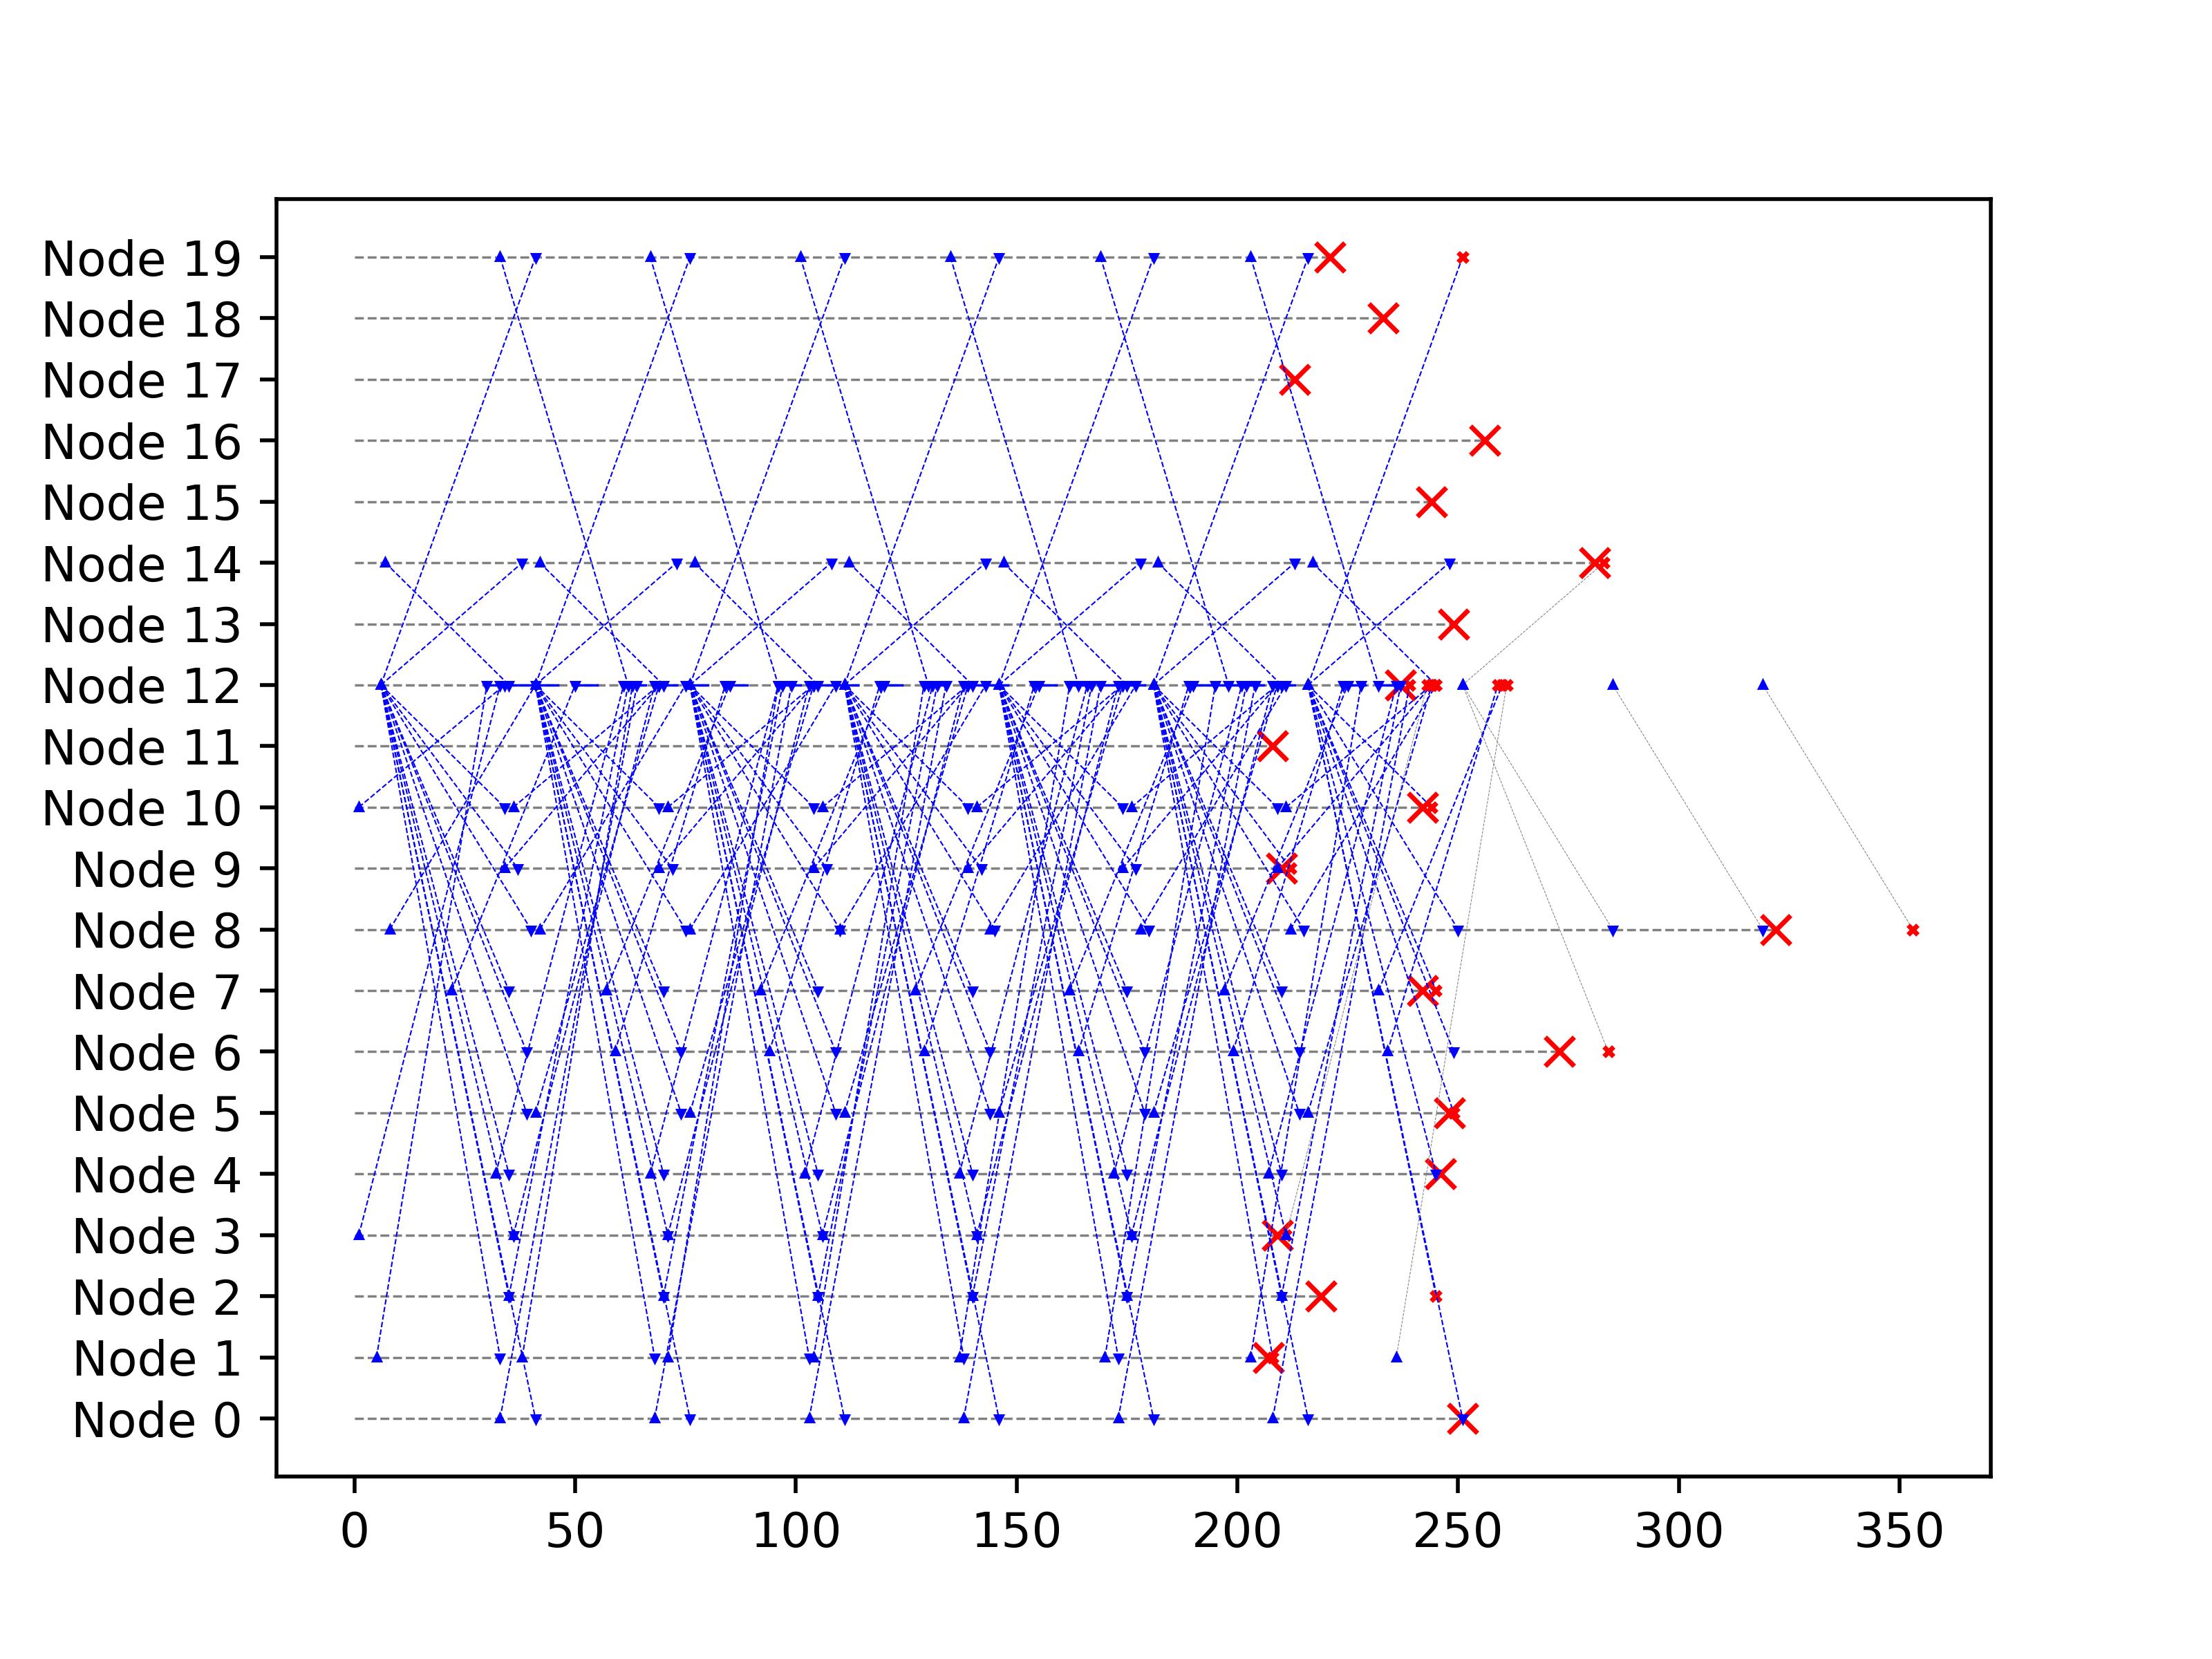 Node 19
Node 18
Node 17
Node 16
Node 15
Node 14
Node 13
Node 12
Node 11
Node 10
Node 9
Node 8
Node 7
Node 6
Node 5
Node 4
Node 3
Node 2
Node 1
Node 0
0 50 100 150 200 250 300 350